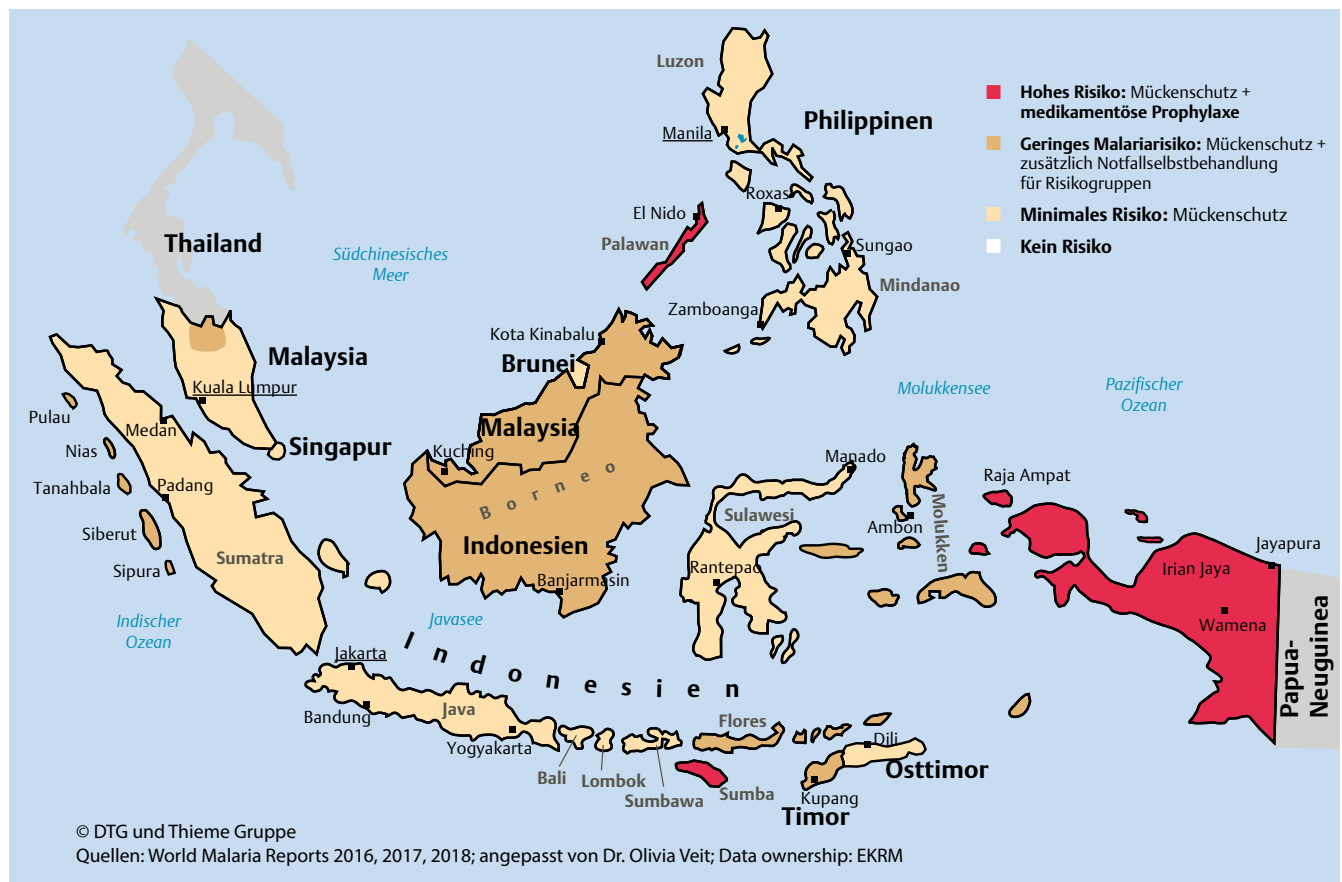 Luzon
Philippinen
Manila
Hohes Risiko: Mückenschutz +
medikamentöse Prophylaxe
Geringes Malariarisiko: Mückenschutz +
zusätzlich Notfallselbstbehandlung
für Risikogruppen
Minimales Risiko: Mückenschutz
Kein Risiko
Roxas
El Nido
Palawan
Thailand
Südchinesisches
Meer
Sungao
Mindanao
Zamboanga
Kota Kinabalu
Malaysia
Brunei
Kuala Lumpur
Molukkensee
Pazifischer
Ozean
Pulau
Medan
Malaysia
Singapur
Nias
Kuching
Manado
Tanahbala
Padang
Borneo
Raja Ampat
Siberut
Sulawesi
Molukken
Ambon
Sumatra
Indonesien
Jayapura
Sipura
Banjarmasin
Rantepao
Irian Jaya
Indischer
Ozean
Javasee
Wamena
Papua-
Neuguinea
Jakarta
Indonesien
Bandung
Java
Flores
Yogyakarta
Dili
Bali
Lombok
Sumbawa
Sumba
Osttimor
Kupang
Timor
© DTG und Thieme Gruppe
Quellen: World Malaria Reports 2016, 2017, 2018; angepasst von Dr. Olivia Veit; Data ownership: EKRM